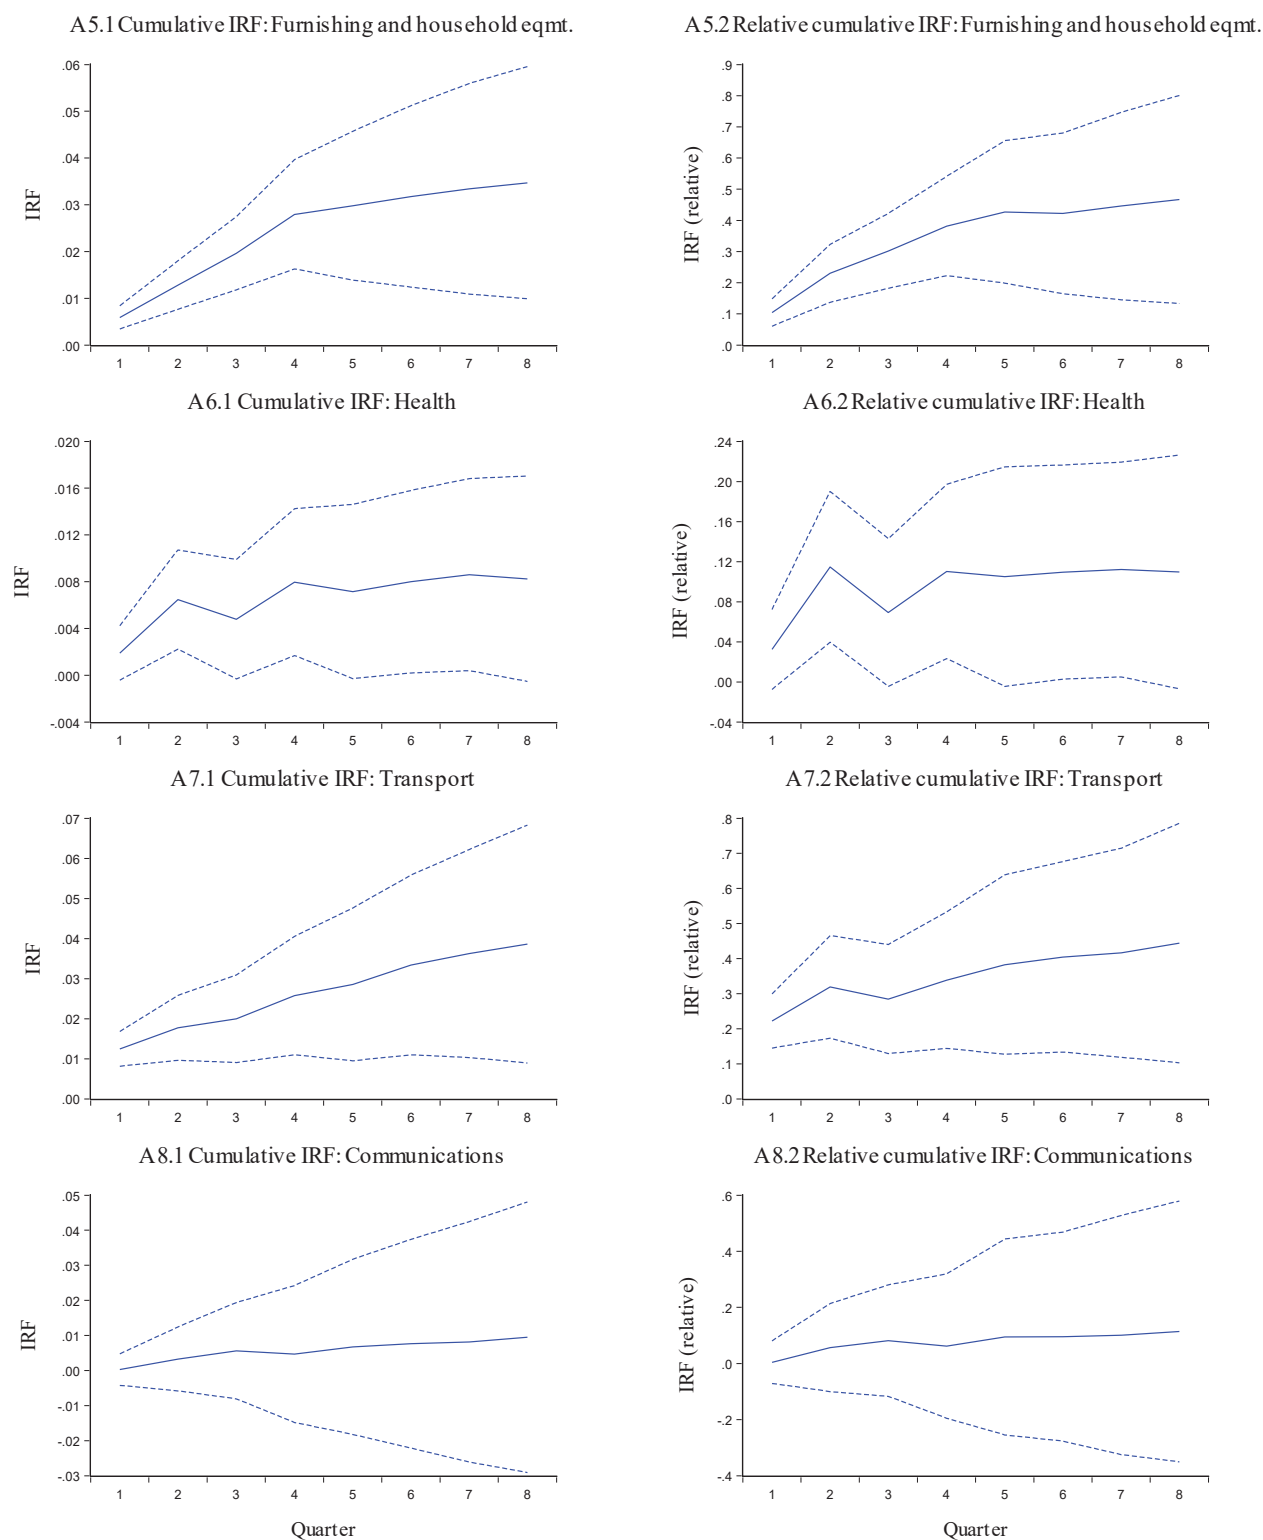 A5.1 Cumulative IRF: Furnishing and household eqmt.
.06
.05
.04
.03
.02
.01
.00
IRF
1 2 3 4 5 6 7 8
A5.2 Relative cumulative IRF: Furnishing and household eqmt.
.9
.8
.7
.6
.5
.4
.3
.2
.1
.0
IRF (relative)
1 2 3 4 5 6 7 8
A6.1 Cumulative IRF: Health
.020
.016
.012
.008
.004
.000
-.004
IRF
1 2 3 4 5 6 7 8
A6.2 Relative cumulative IRF: Health
.24
.20
.16
.12
.08
.04
.00
-.04
IRF (relative)
1 2 3 4 5 6 7 8
A7.1 Cumulative IRF: Transport
.07
.06
.05
.04
.03
.02
.01
.00
IRF
1 2 3 4 5 6 7 8
A7.2 Relative cumulative IRF: Transport
.8
.7
.6
.5
.4
.3
.2
.1
.0
IRF (relative)
1 2 3 4 5 6 7 8
A8.1 Cumulative IRF: Communications
.05
.04
.03
.02
.01
.00
-.01
-.02
-.03
IRF
1 2 3 4 5 6 7 8
Quarter
A8.2 Relative cumulative IRF: Communications
.6
.4
.2
.0
-.2
-.4
IRF (relative)
1 2 3 4 5 6 7 8
Quarter